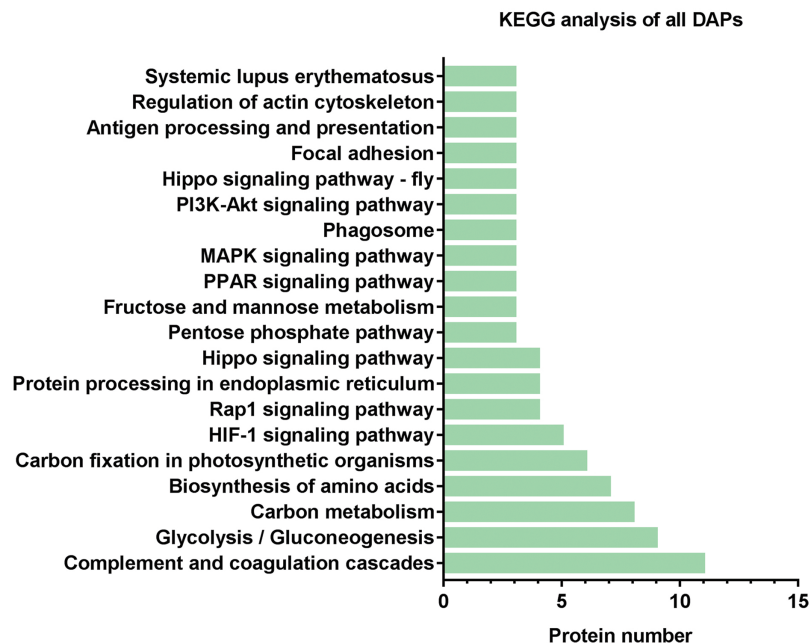 KEGG analysis of all DAPs
Systemic lupus erythematosus
Regulation of actin cytoskeleton
Antigen processing and presentation
Focal adhesion
Hippo signaling pathway - fly
PI3K-Akt signaling pathway
Phagosome
MAPK signaling pathway
PPAR signaling pathway
Fructose and mannose metabolism
Pentose phosphate pathway
Hippo signaling pathway
Protein processing in endoplasmic reticulum
Rap1 signaling pathway
HIF-1 signaling pathway
Carbon fixation in photosynthetic organisms
Biosynthesis of amino acids
Carbon metabolism
Glycolysis / Gluconeogenesis
Complement and coagulation cascades
0 5 10 15
Protein number